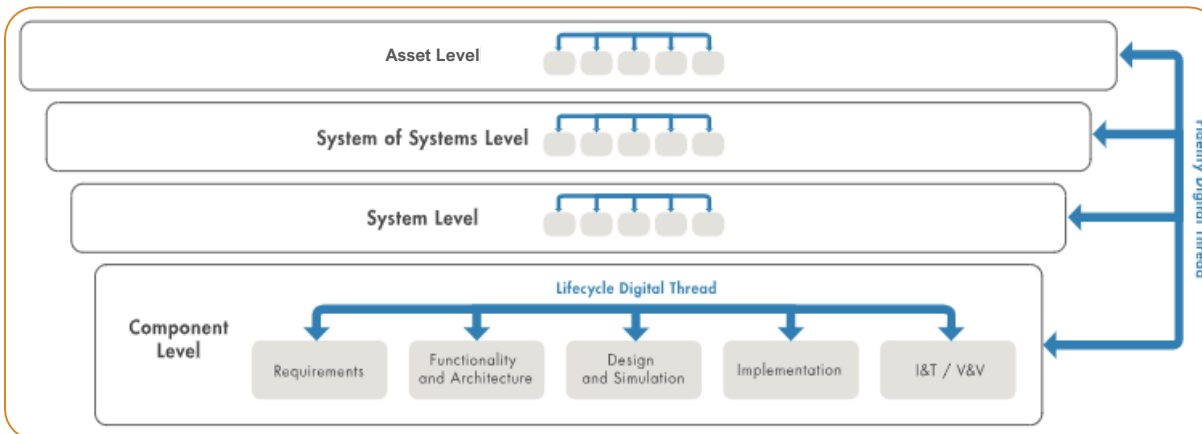 Asset Level
System of Systems Level
System Level
Lifecycle Digital Thread
Component
Level
Requirements
Functionality
and Architecture
Design
and Simulation
Implementation
I&T / V&V
Fidelity Digital Thread